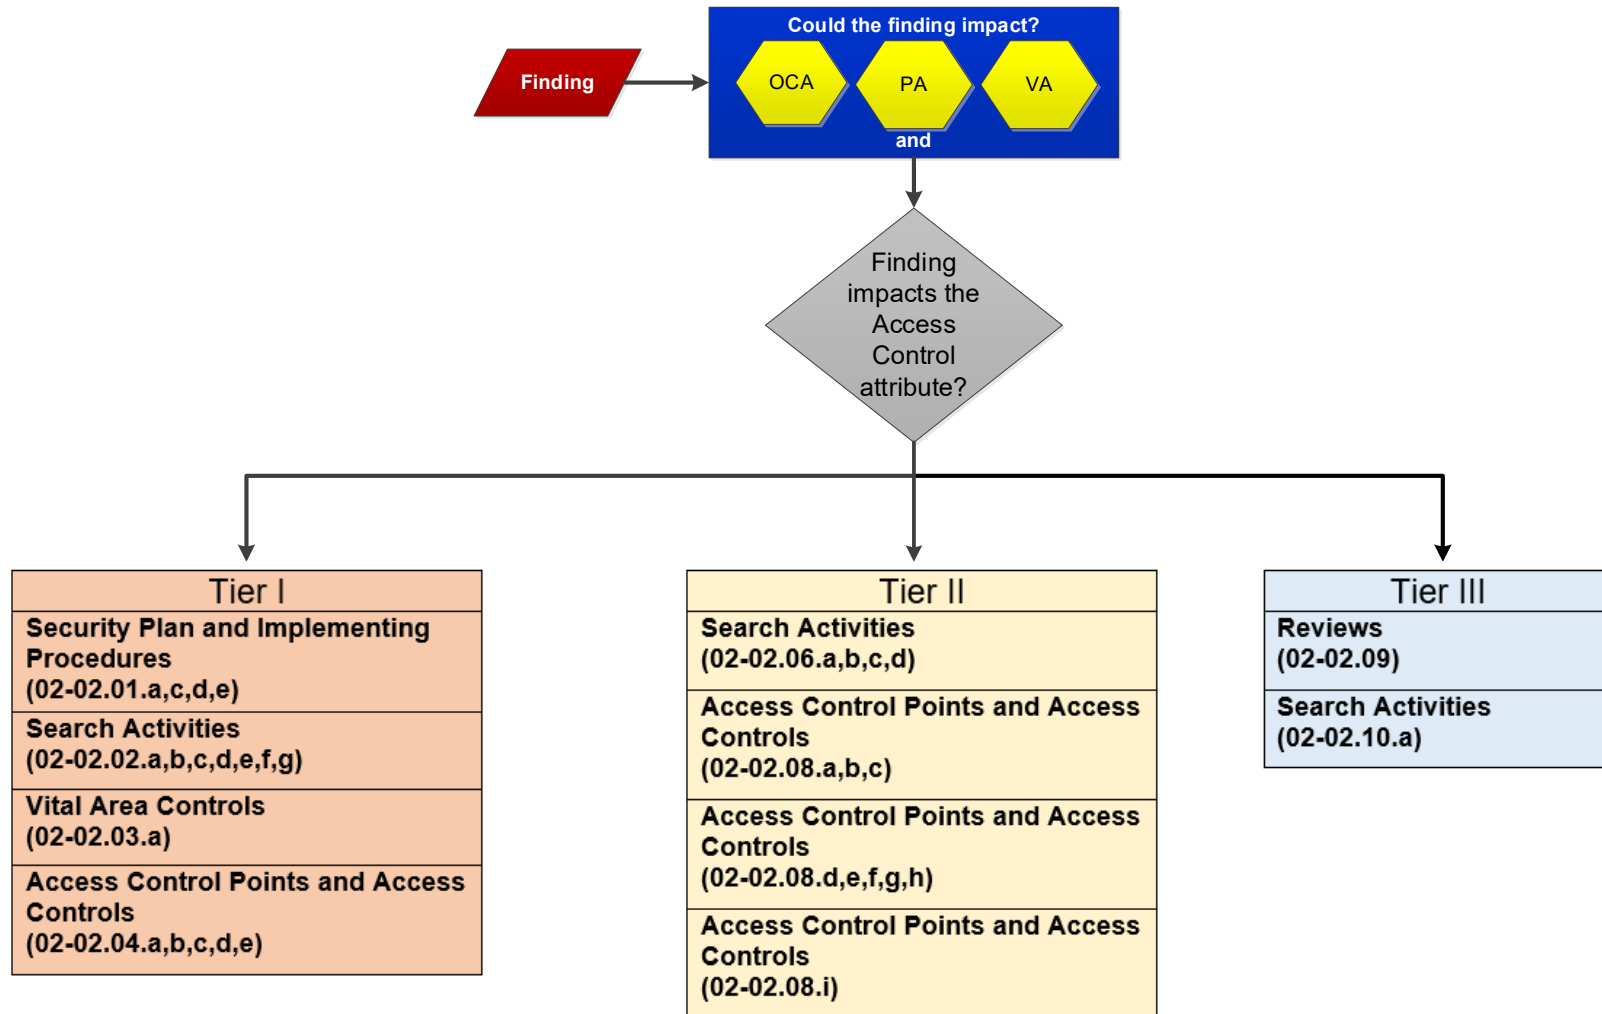 Could the finding impact?
Finding
OCA
PA
VA
and
Finding
impacts the
Access
Control
attribute?
Tier I
Security Plan and Implementing
Procedures
(02-02.01.a,c,d,e)
Search Activities
(02-02.02.a,b,c,d,e,f,g)
Vital Area Controls
(02-02.03.a)
Access Control Points and Access
Controls
(02-02.04.a,b,c,d,e)
Tier II
Search Activities
(02-02.06.a,b,c,d)
Access Control Points and Access
Controls
(02-02.08.a,b,c)
Access Control Points and Access
Controls
(02-02.08.d,e,f,g,h)
Access Control Points and Access
Controls
(02-02.08.i)
Tier III
Reviews
(02-02.09)
Search Activities
(02-02.10.a)